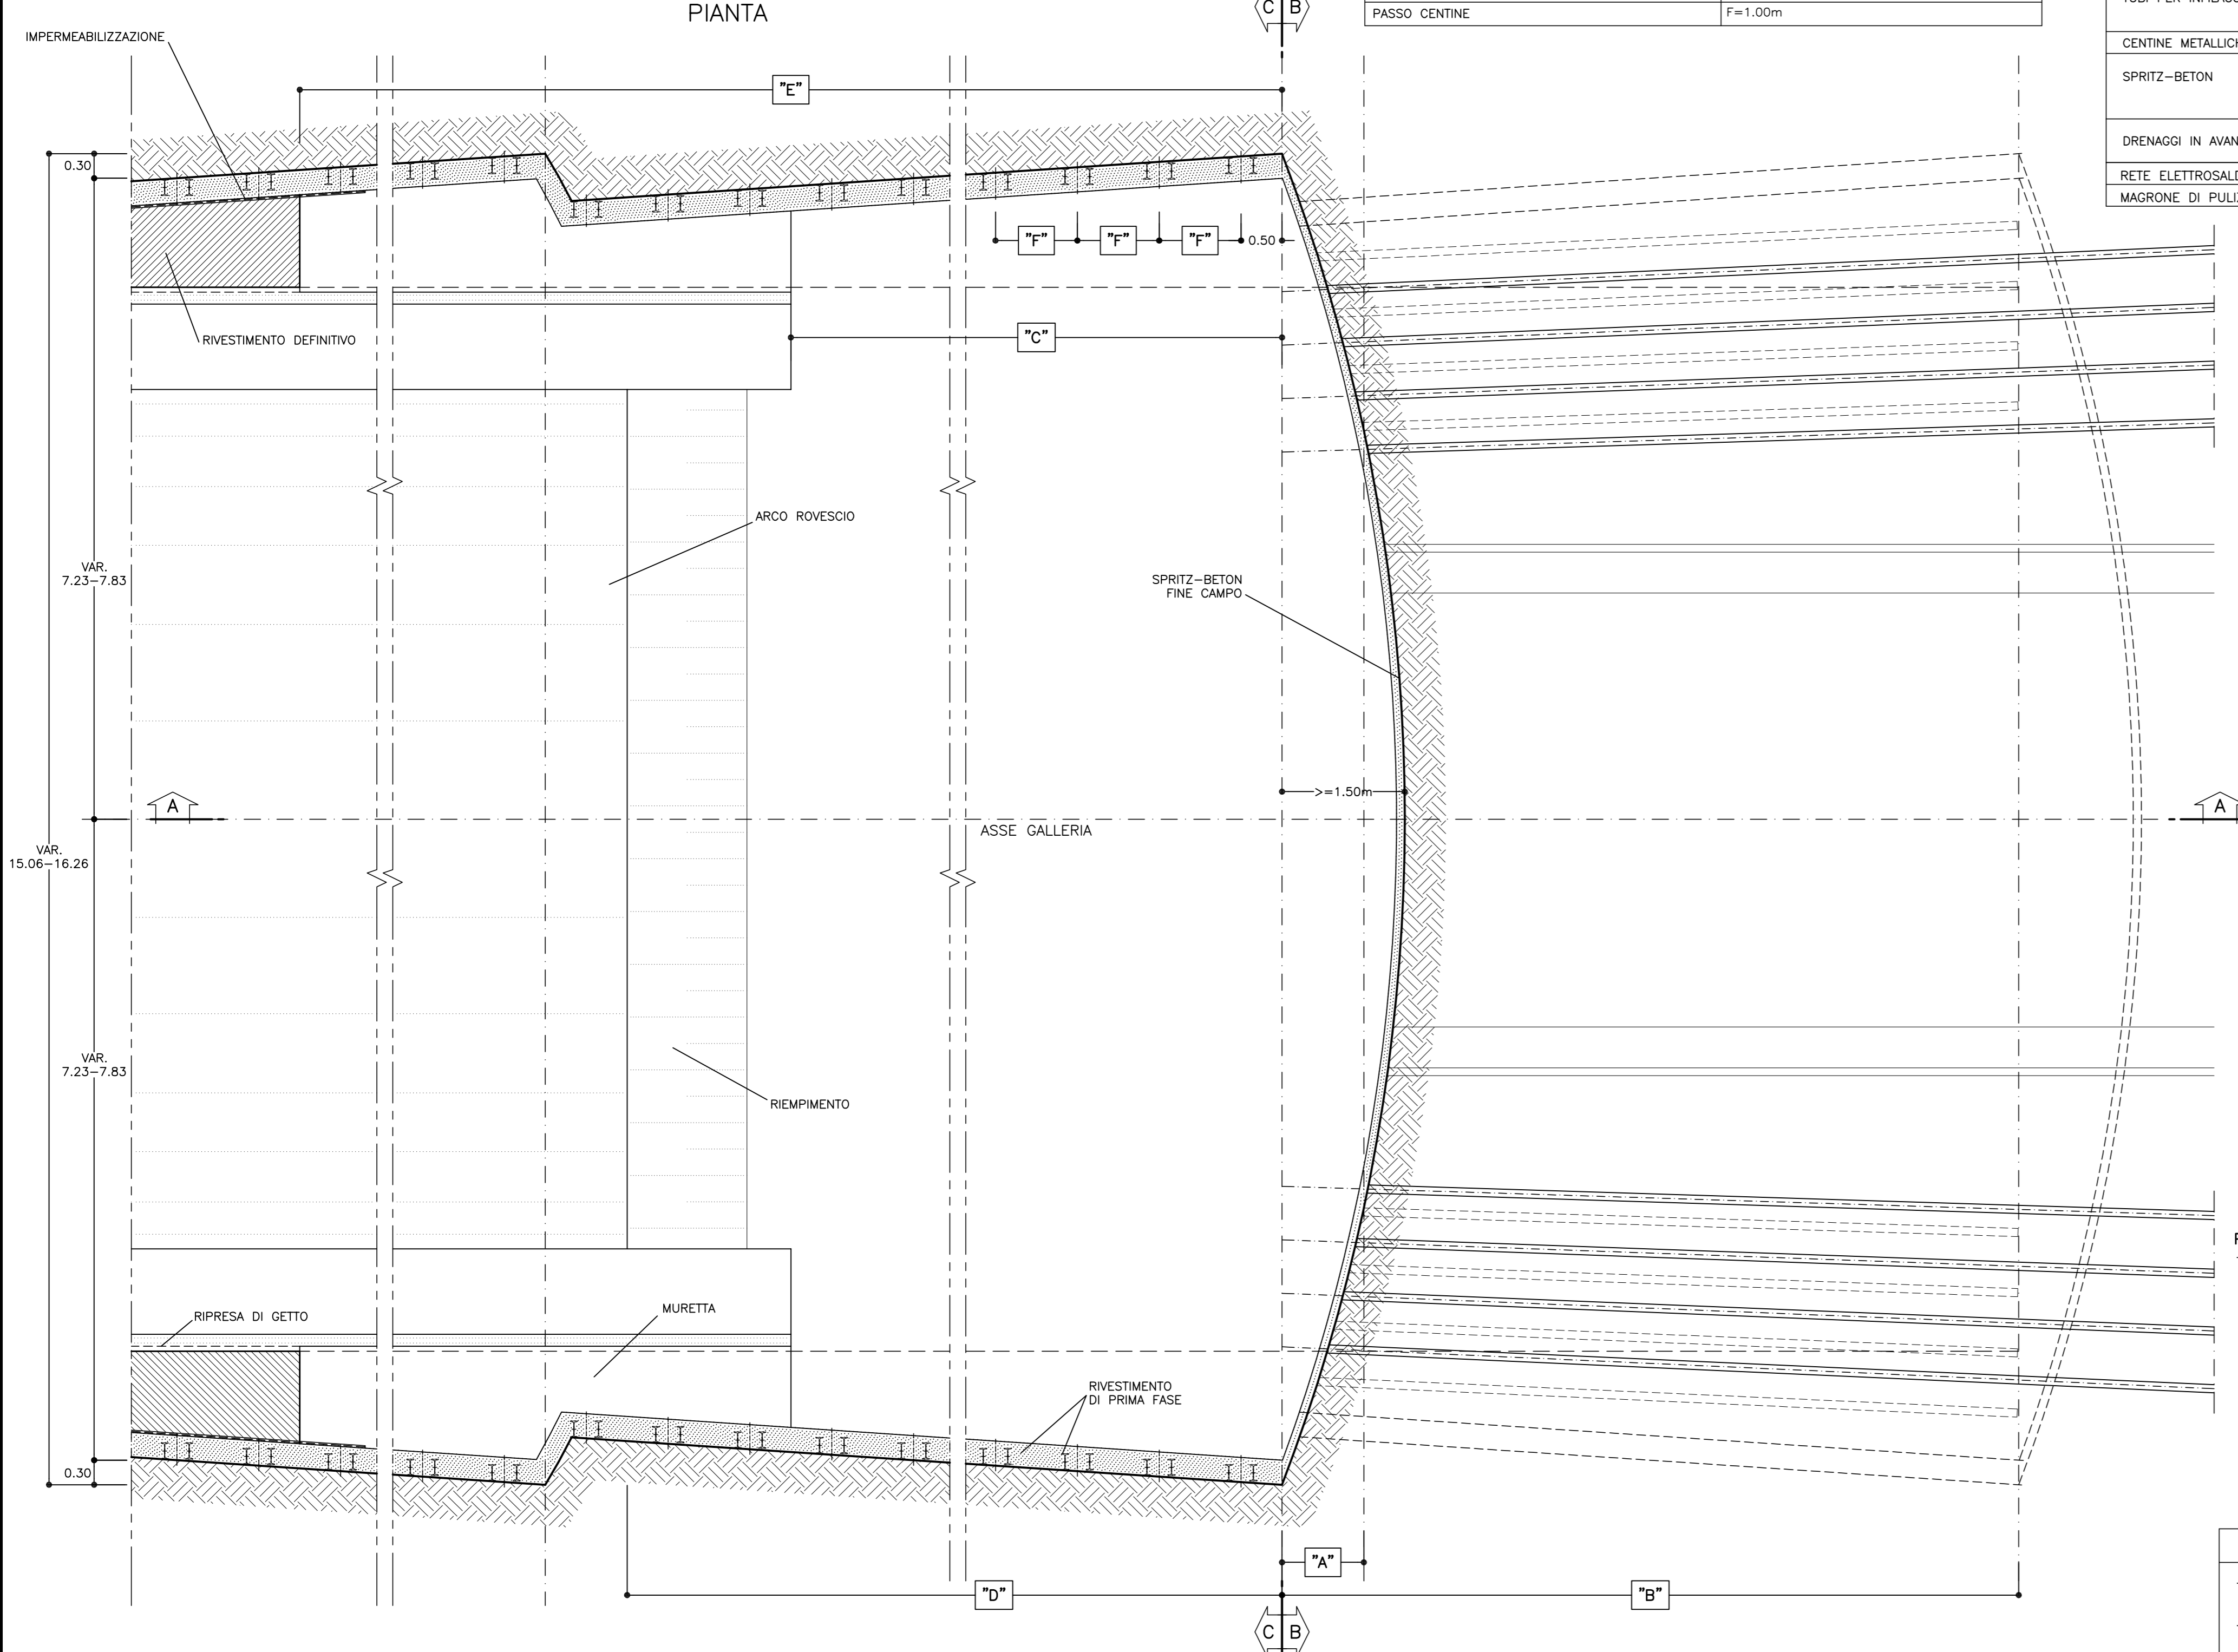 PIANTA
C B
PASSO CENTINE F=1.00m
CENTINE METALLICH
SPRITZ-BETON
DRENAGGI IN AVAN
RETE ELETTROSALD
MAGRONE DI PULIZ
IMPERMEABILIZZAZIONE
"E"
0.30
"F" "F" "F" 0.50
RIVESTIMENTO DEFINITIVO
"C"
ARCO ROVESCIO
VAR.
7.23-7.83
SPRITZ-BETON
FINE CAMPO
>=1.50m
A
A
ASSE GALLERIA
VAR.
15.06-16.26
VAR.
7.23-7.83
RIEMPIMENTO
RIPRESA DI GETTO
MURETTA
RIVESTIMENTO
DI PRIMA FASE
0.30
"A"
"D"
"B"
C B